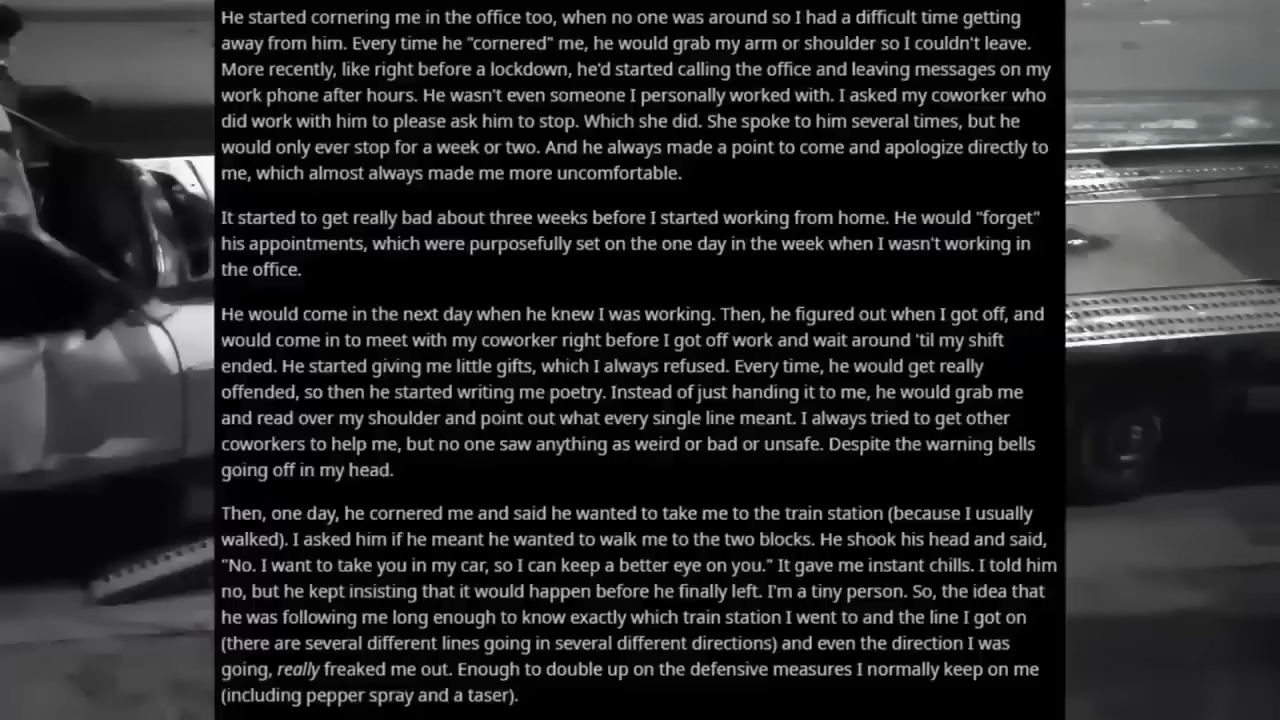 He started cornering me in the office too, when no one was around so I had a difficult time getting
away from him. Every time he "cornered" me, he would grab my arm or shoulder so I couldn't leave.
More recently, like right before a lockdown, he'd started calling the office and leaving messages on my
work phone after hours. He wasn't even someone I personally worked with. I asked my coworker who
did work with him to please ask him to stop. Which she did. She spoke to him several times, but he
would only ever stop for a week or two. And he always made a point to come and apologize directly to
me, which almost always made me more uncomfortable.
It started to get really bad about three weeks before I started working from home. He would "forget"
his appointments, which were purposefully set on the one day in the week when I wasn't working in
the office.
He would come in the next day when he knew I was working. Then, he figured out when I got off, and
would come in to meet with my coworker right before I got off work and wait around 'til my shift
ended. He started giving me little gifts, which I always refused. Every time, he would get really
offended, so then he started writing me poetry. Instead of just handing it to me, he would grab me
and read over my shoulder and point out what every single line meant. I always tried to get other
coworkers to help me, but no one saw anything as weird or bad or unsafe. Despite the warning bells
going off in my head.
Then, one day, he cornered me and said he wanted to take me to the train station (because I usually
walked). I asked him if he meant he wanted to walk me to the two blocks. He shook his head and said,
"No. I want to take you in my car, so I can keep a better eye on you." It gave me instant chills. I told him
no, but he kept insisting that it would happen before he finally left. I'm a tiny person. So, the idea that
he was following me long enough to know exactly which train station I went to and the line I got on
(there are several different lines going in several different directions) and even the direction I was
going, really freaked me out. Enough to double up on the defensive measures I normally keep on me
(including pepper spray and a taser).